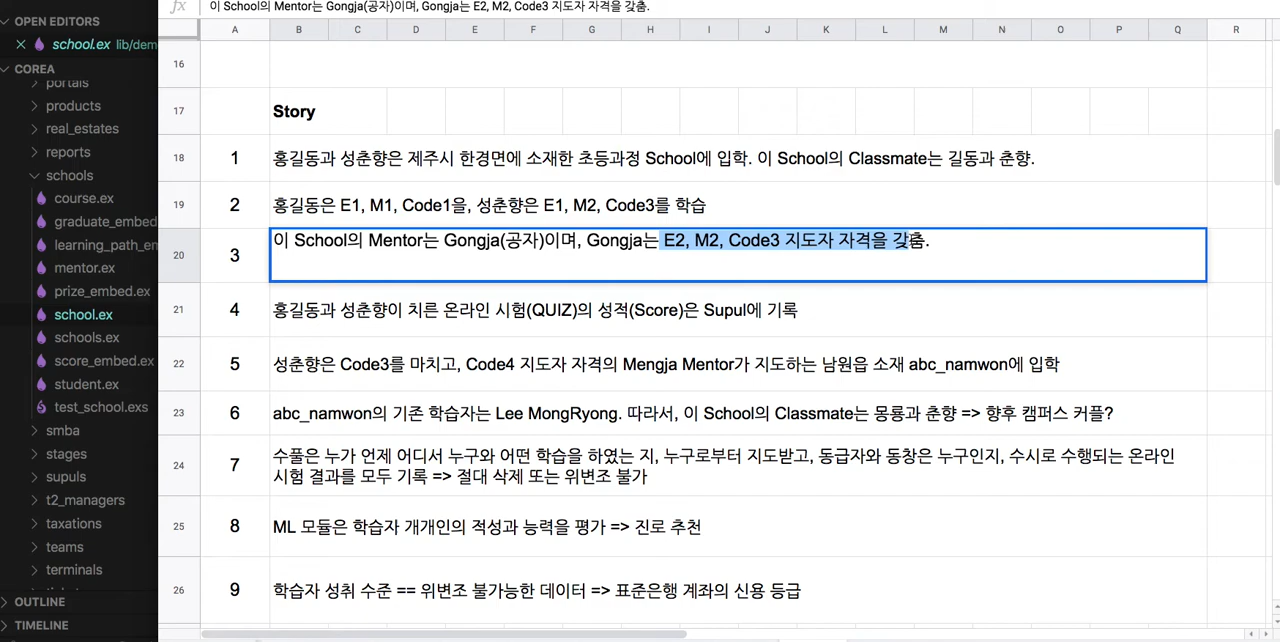 fx 이 School의 Mentor는 Gongja(공자)이며, Gongja는 E2, M2, Code3 지도자 자격을 갖춤.
OPEN EDITORS
school.ex lib/demo
COREA
portals
products
real_estates
reports
schools
course.ex
graduate_embed
learning_path_em
mentor.ex
prize_embed.ex
school.ex
schools.ex
score_embed.ex
student.ex
test_school.exs
smba
stages
supuls
t2_managers
taxations
teams
terminals
OUTLINE
TIMELINE
A B C D E F G H I J K L M N O P Q R
16
17 Story
18 1 홍길동과 성춘향은 제주시 한경면에 소재한 초등과정 School에 입학. 이 School의 Classmate는 길동과 춘향.
19 2 홍길동은 E1, M1, Code1을, 성춘향은 E1, M2, Code3를 학습
20 3 이 School의 Mentor는 Gongja(공자)이며, Gongja는 E2, M2, Code3 지도자 자격을 갖춤.
21 4 홍길동과 성춘향이 치른 온라인 시험(QUIZ)의 성적(Score)은 Supul에 기록
22 5 성춘향은 Code3를 마치고, Code4 지도자 자격의 Mengja Mentor가 지도하는 남원읍 소재 abc_namwon에 입학
23 6 abc_namwon의 기존 학습자는 Lee MongRyong. 따라서, 이 School의 Classmate는 몽룡과 춘향 => 향후 캠퍼스 커플?
24 7 수풀은 누가 언제 어디서 누구와 어떤 학습을 하였는 지, 누구로부터 지도받고, 동급자와 동창은 누구인지, 수시로 수행되는 온라인
시험 결과를 모두 기록 => 절대 삭제 또는 위변조 불가
25 8 ML 모듈은 학습자 개개인의 적성과 능력을 평가 => 진로 추천
26 9 학습자 성취 수준 == 위변조 불가능한 데이터 => 표준은행 계좌의 신용 등급